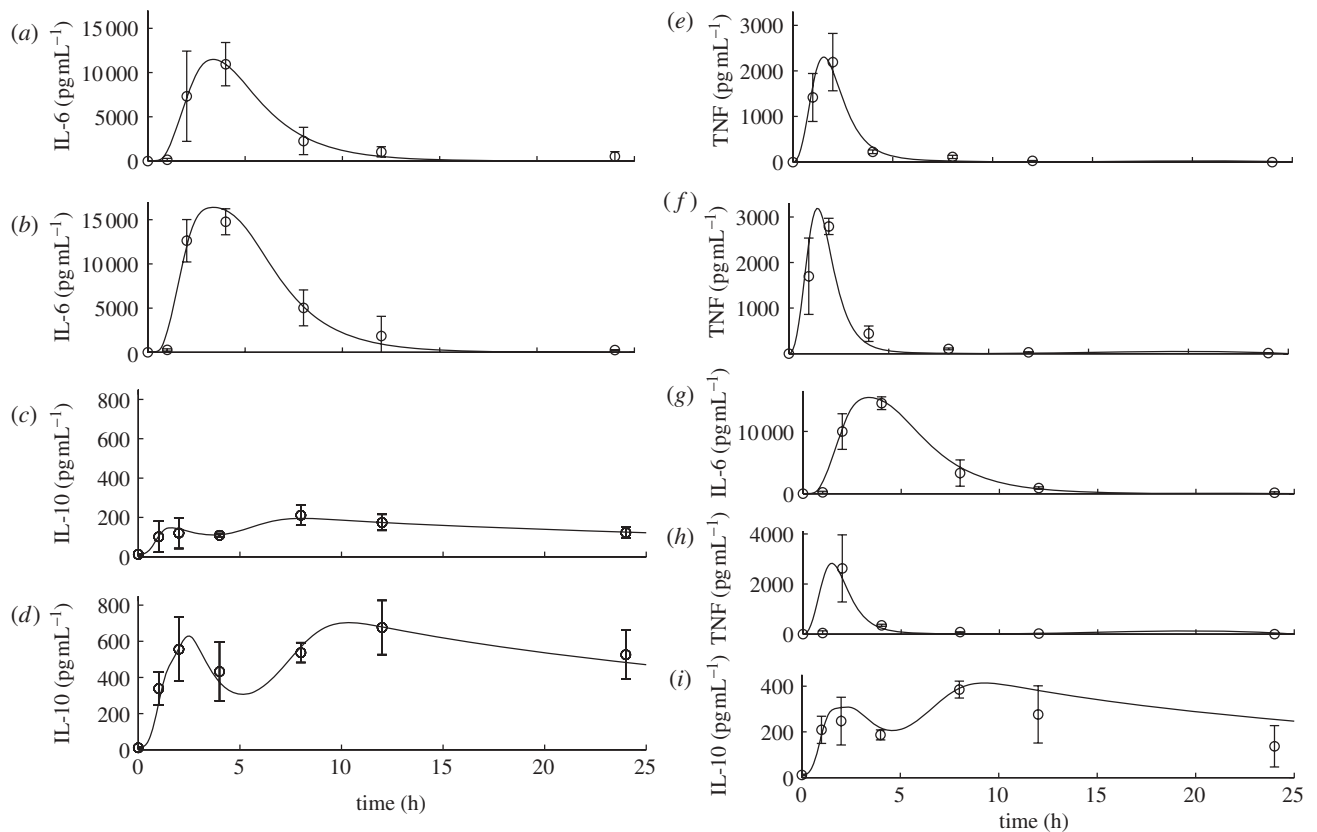 (a)
IL-6 (pg mL⁻¹)
15 000
10 000
5000
0
(b)
IL-6 (pg mL⁻¹)
15 000
10 000
5000
0
(c)
IL-10 (pg mL⁻¹)
800
600
400
200
0
(d)
IL-10 (pg mL⁻¹)
800
600
400
200
0
0 5 10 15 20 25
time (h)
(e)
TNF (pg mL⁻¹)
3000
2000
1000
0
(f)
TNF (pg mL⁻¹)
3000
2000
1000
(g)
IL-6 (pg mL⁻¹)
10 000
0
(h)
TNF (pg mL⁻¹)
4000
2000
0
(i)
IL-10 (pg mL⁻¹)
400
200
0
0 5 10 15 20 25
time (h)